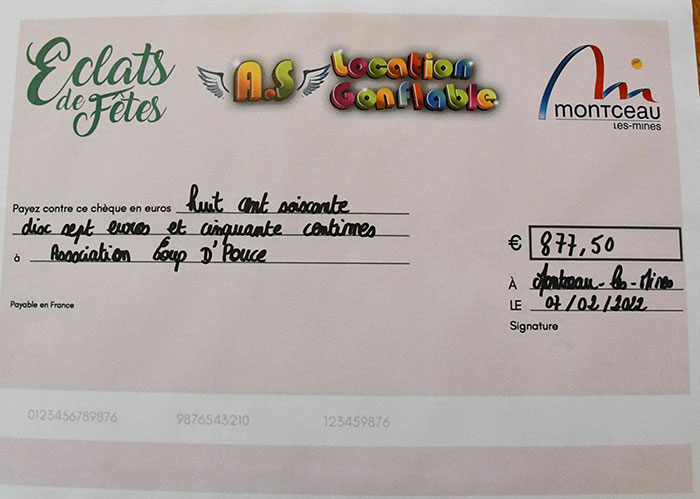 Eclats
de Fêtes
A.S
Location
Gonflable
montceau
les-mines
Payez contre ce chèque en euros huit cent soixante
disc sept euros et cinquante centimes
à Association Coup D'Pouce
Payable en France
€ 877,50
À Montceau-les-Mines
LE 07/02/2022
Signature
0123456789876 9876543210 123459876